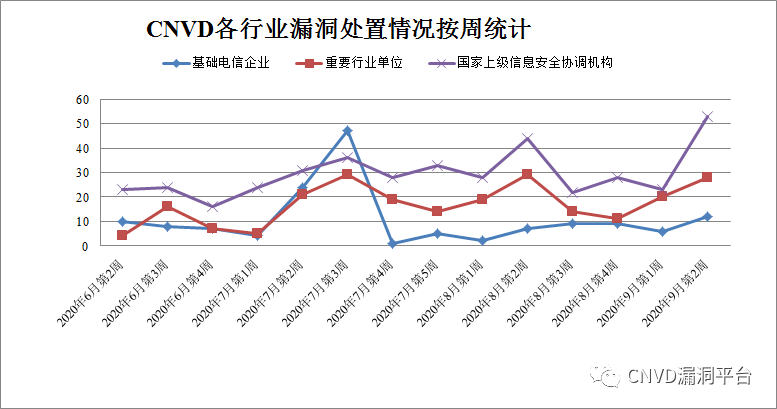 CNVD各行业漏洞处置情况按周统计
基础电信企业 重要行业单位 国家上级信息安全协调机构
60
50
40
30
20
10
0
2020年6月第2周
2020年6月第3周
2020年6月第4周
2020年7月第1周
2020年7月第2周
2020年7月第3周
2020年7月第4周
2020年7月第5周
2020年8月第1周
2020年8月第2周
2020年8月第3周
2020年8月第4周
2020年9月第1周
2020年9月第2周
CNVD漏洞平台